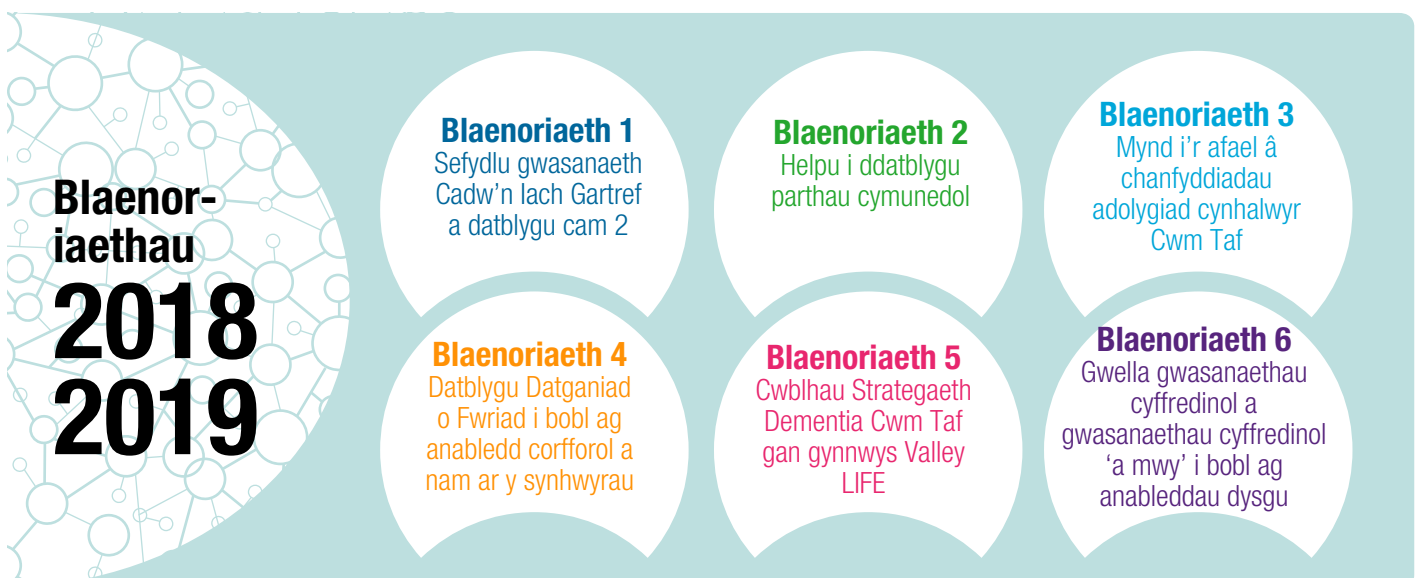 Blaenor-
iaethau
2018
2019
Blaenoriaeth 1
Sefydlu gwasanaeth
Cadw'n Iach Gartref
a datblygu cam 2
Blaenoriaeth 2
Helpu i ddatblygu
parthau cymunedol
Blaenoriaeth 3
Mynd i'r afael â
chanfyddiadau
adolygiad cynhalwyr
Cwm Taf
Blaenoriaeth 4
Datblygu Datganiad
o Fwriad i bobl ag
anabledd corfforol a
nam ar y synhwyrau
Blaenoriaeth 5
Cwblhau Strategaeth
Dementia Cwm Taf
gan gynnwys Valley
LIFE
Blaenoriaeth 6
Gwella gwasanaethau
cyffredinol a
gwasanaethau cyffredinol
'a mwy' i bobl ag
anableddau dysgu